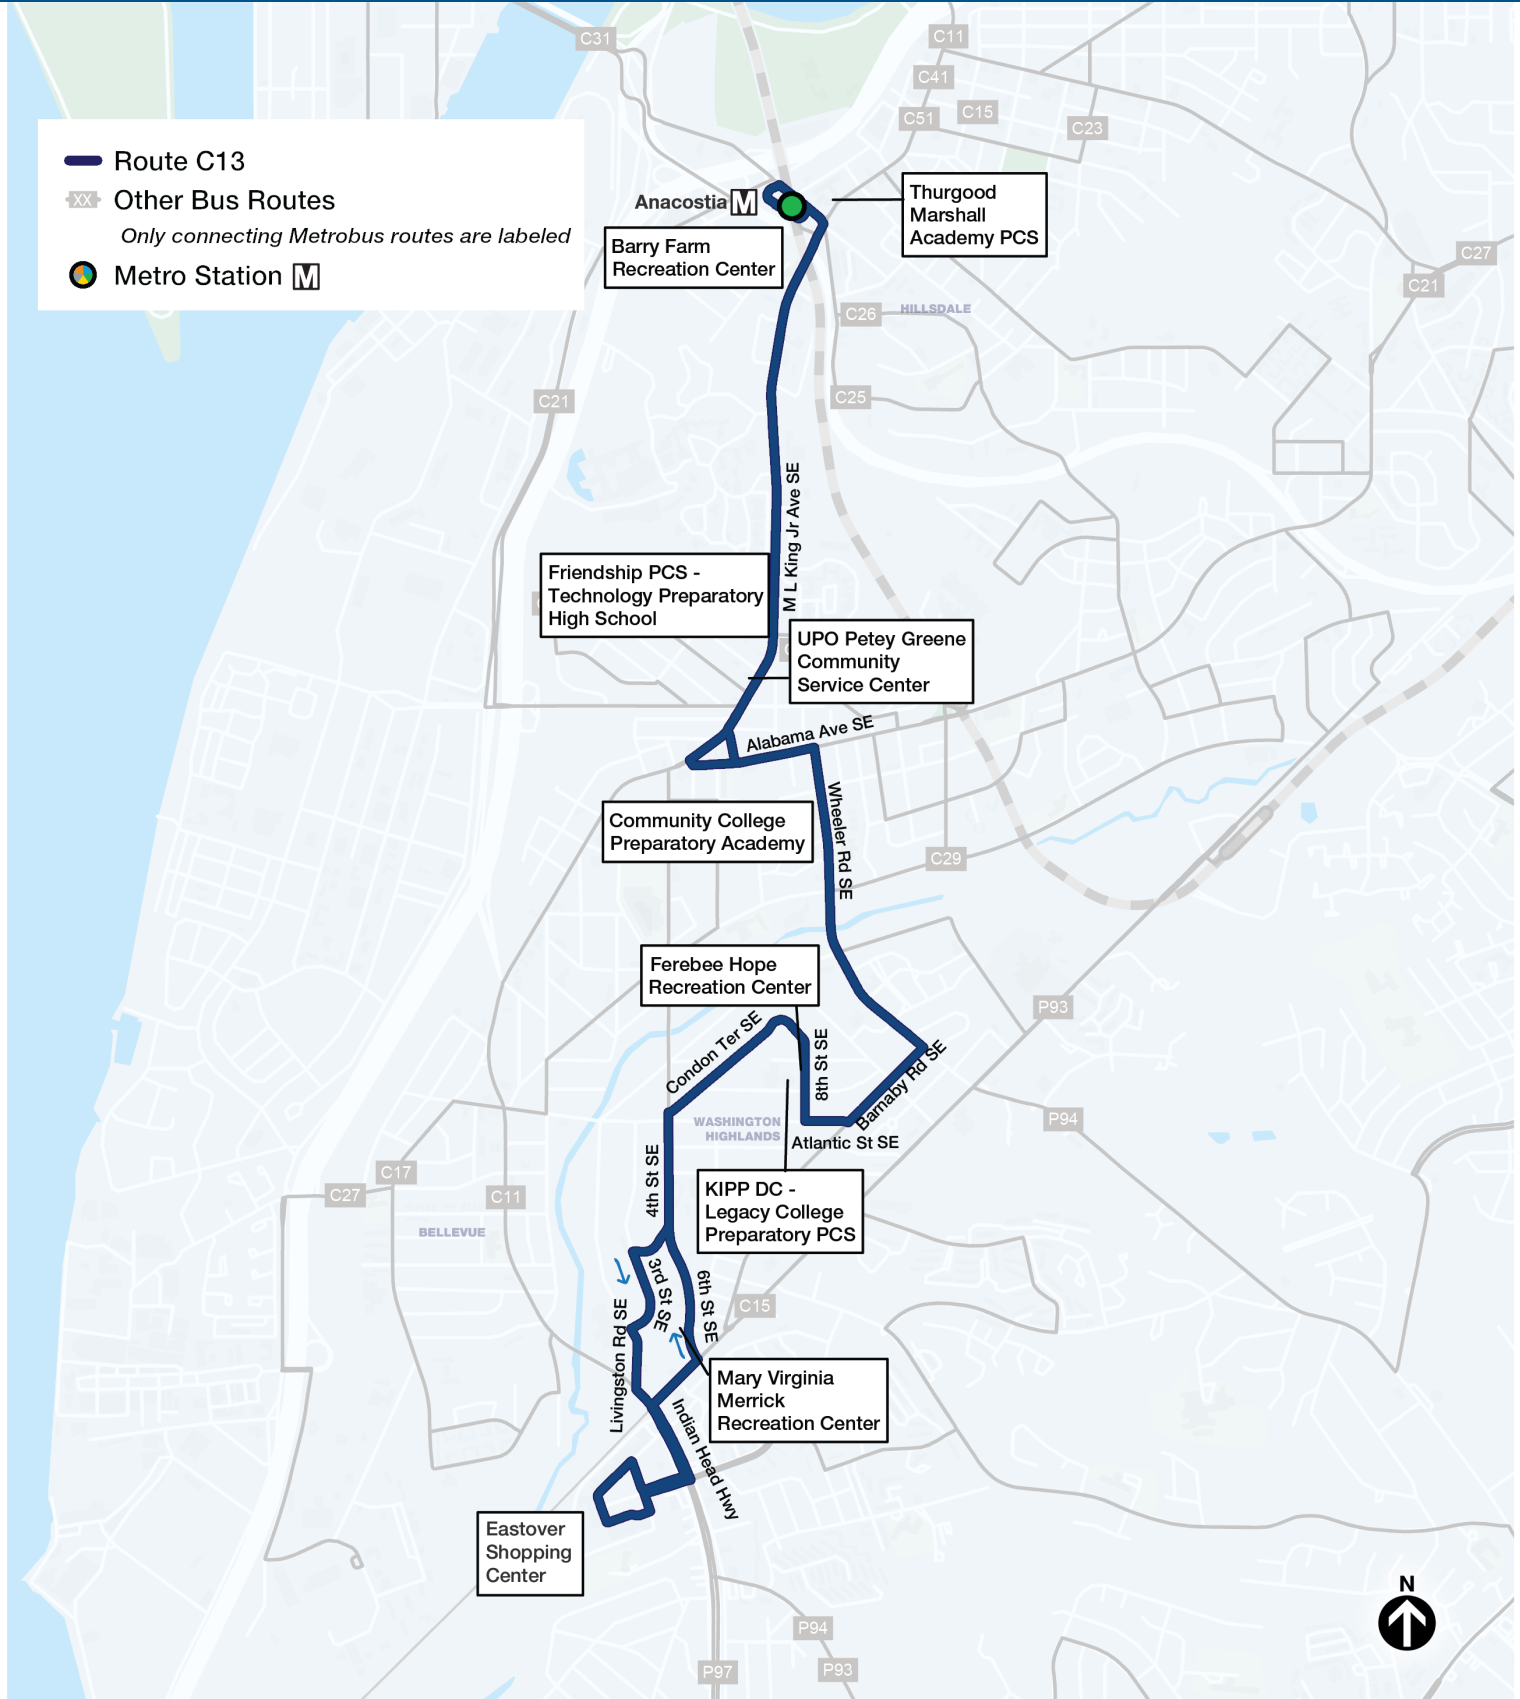 C31
C11
C41
C51
C15
C23
Route C13
XX
Other Bus Routes
Only connecting Metrobus routes are labeled
Metro Station M
Anacostia M
Thurgood
Marshall
Academy PCS
Barry Farm
Recreation Center
C27
C21
C26
HILLSDALE
C25
C21
M L King Jr Ave SE
Friendship PCS -
Technology Preparatory
High School
UPO Petey Greene
Community
Service Center
Alabama Ave SE
Wheeler Rd SE
Community College
Preparatory Academy
C29
Ferebee Hope
Recreation Center
P93
Condon Ter SE
8th St SE
Barnaby Rd SE
P94
WASHINGTON
HIGHLANDS
Atlantic St SE
4th St SE
C17
C27
C11
KIPP DC -
Legacy College
Preparatory PCS
BELLEVUE
3rd St SE
6th St SE
C15
Livingston Rd SE
Mary Virginia
Merrick
Recreation Center
Indian Head Hwy
Eastover
Shopping
Center
N
P94
P93
P97